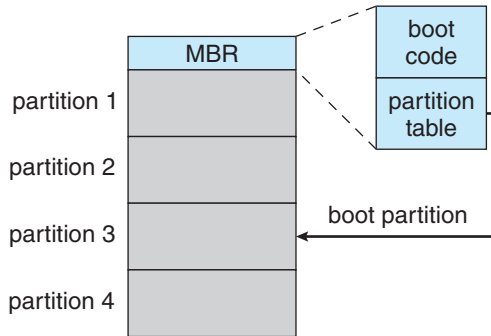 MBR
boot
code
partition
table
partition 1
partition 2
boot partition
partition 3
partition 4